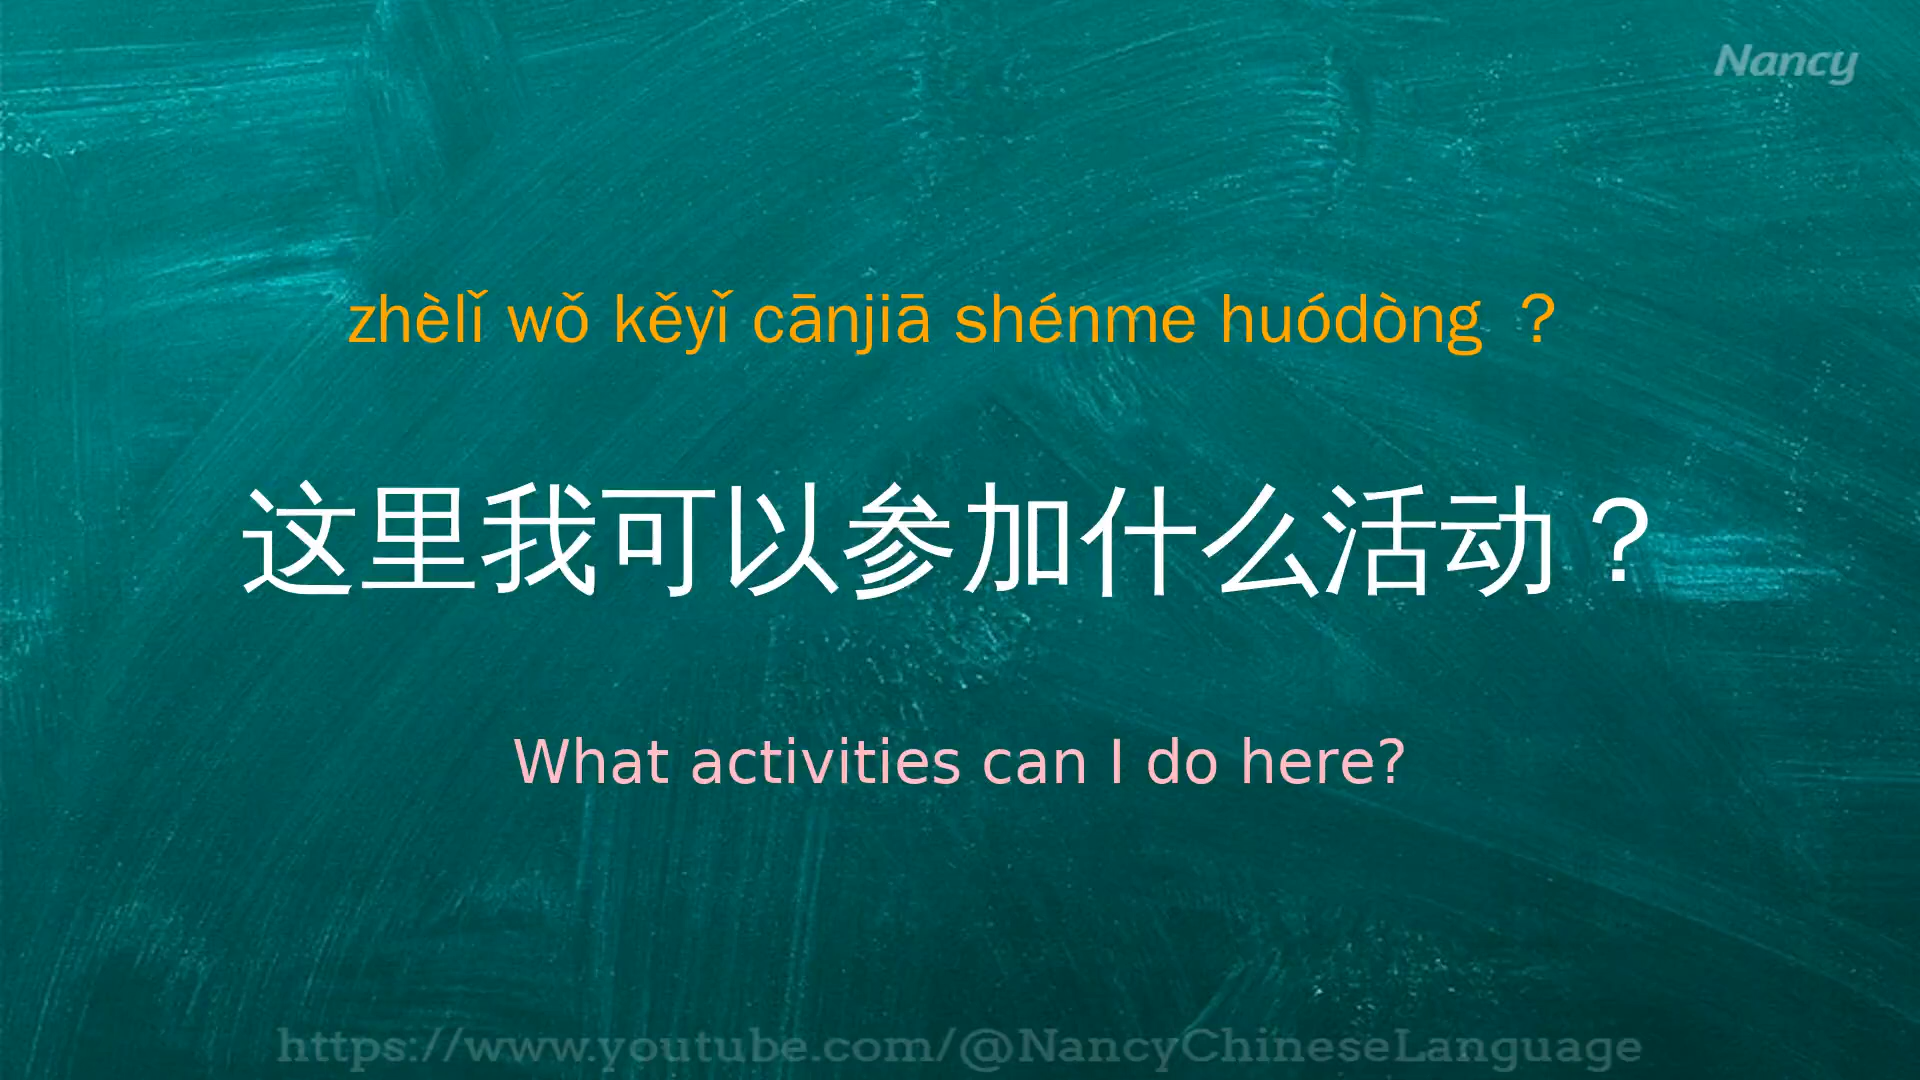 Nancy
zhèlǐ wǒ kěyǐ cānjiā shénme huódòng ？
这里我可以参加什么活动？
What activities can I do here?
https://www.youtube.com/@NancyChineseLanguage